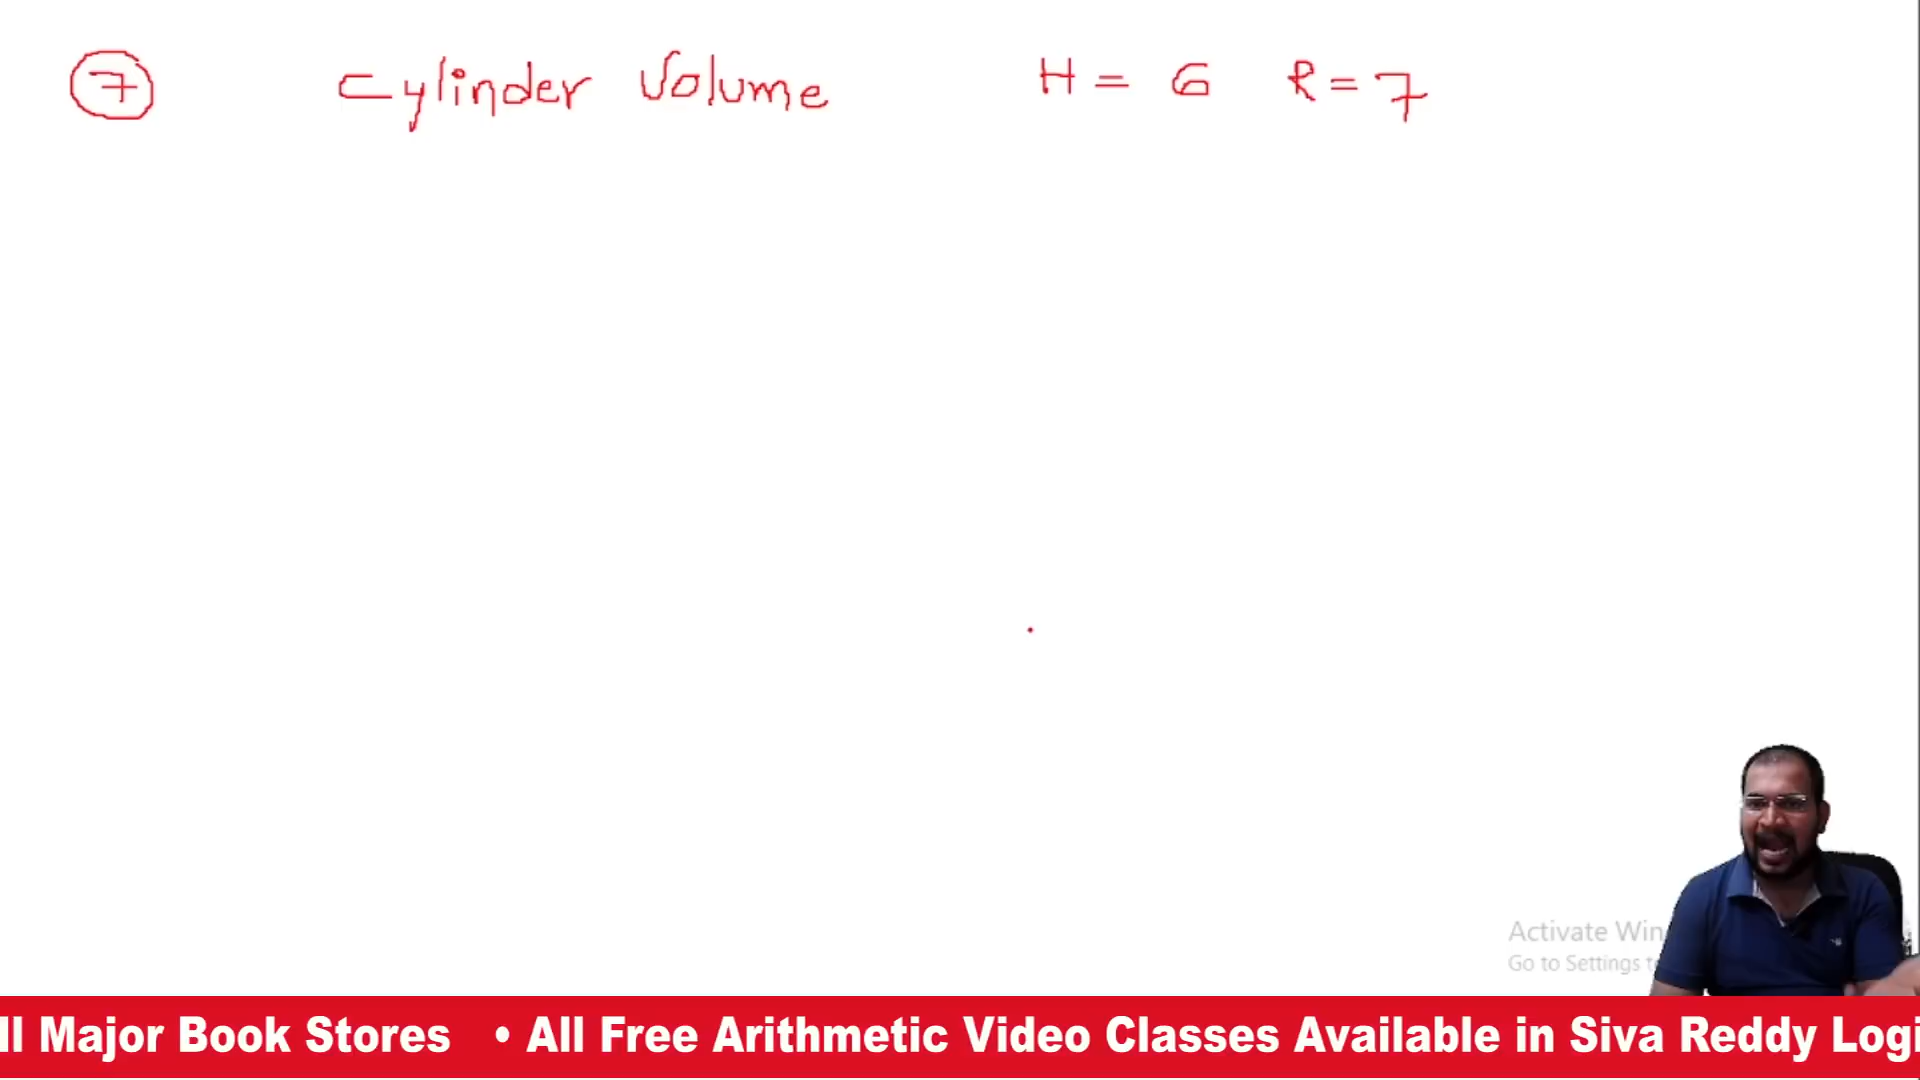 7 Cylinder Volume H = 6 R = 7
Activate Win
Go to Settings t
ll Major Book Stores • All Free Arithmetic Video Classes Available in Siva Reddy Logi